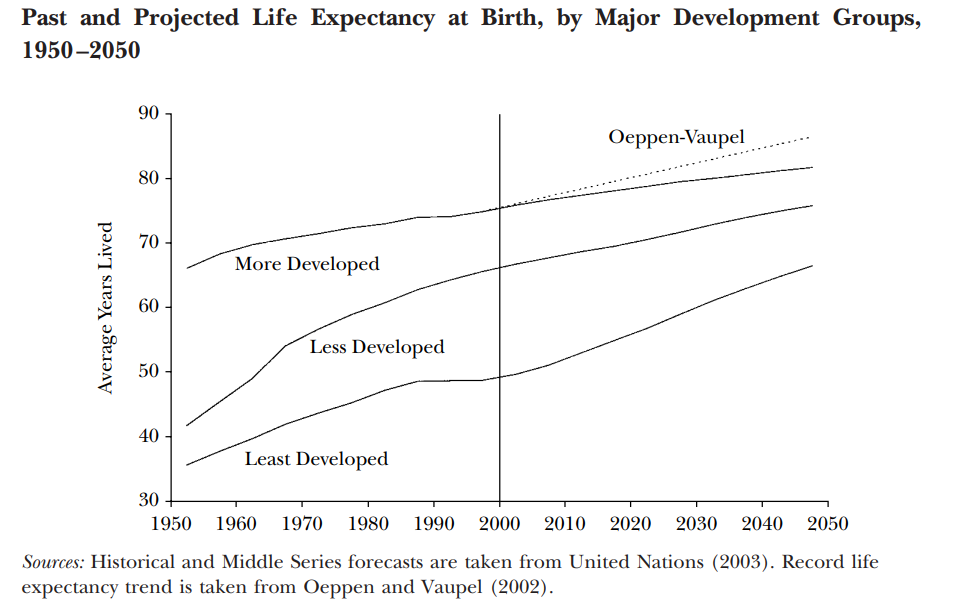 Past and Projected Life Expectancy at Birth, by Major Development Groups,
1950–2050
90
Oeppen-Vaupel
80
70
More Developed
Average Years Lived
60
Less Developed
50
40
Least Developed
30
1950 1960 1970 1980 1990 2000 2010 2020 2030 2040 2050
Sources: Historical and Middle Series forecasts are taken from United Nations (2003). Record life
expectancy trend is taken from Oeppen and Vaupel (2002).